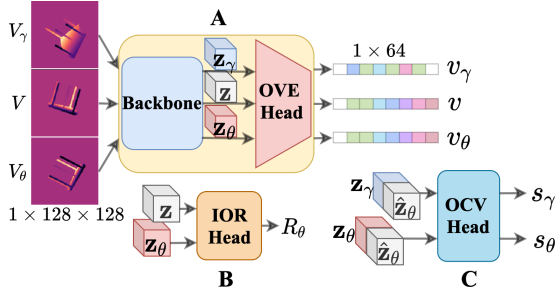 A
V_γ
V
V_θ
1 × 128 × 128
Backbone
z_γ
z
z_θ
OVE
Head
1 × 64
v_γ
v
v_θ
z
z_θ
IOR
Head
R_θ
B
z_γ
ẑ_θ
z_θ
ẑ_θ
OCV
Head
s_γ
s_θ
C